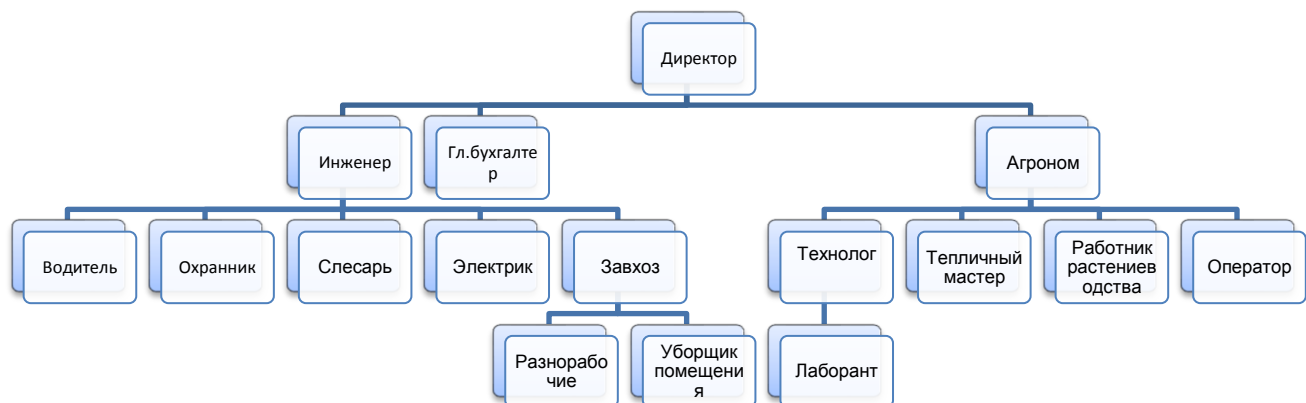 Директор
Инженер
Гл.бухгалте
р
Агроном
Водитель
Охранник
Слесарь
Электрик
Завхоз
Технолог
Тепличный
мастер
Работник
растениев
одства
Оператор
Разнорабо
чие
Уборщик
помещени
я
Лаборант